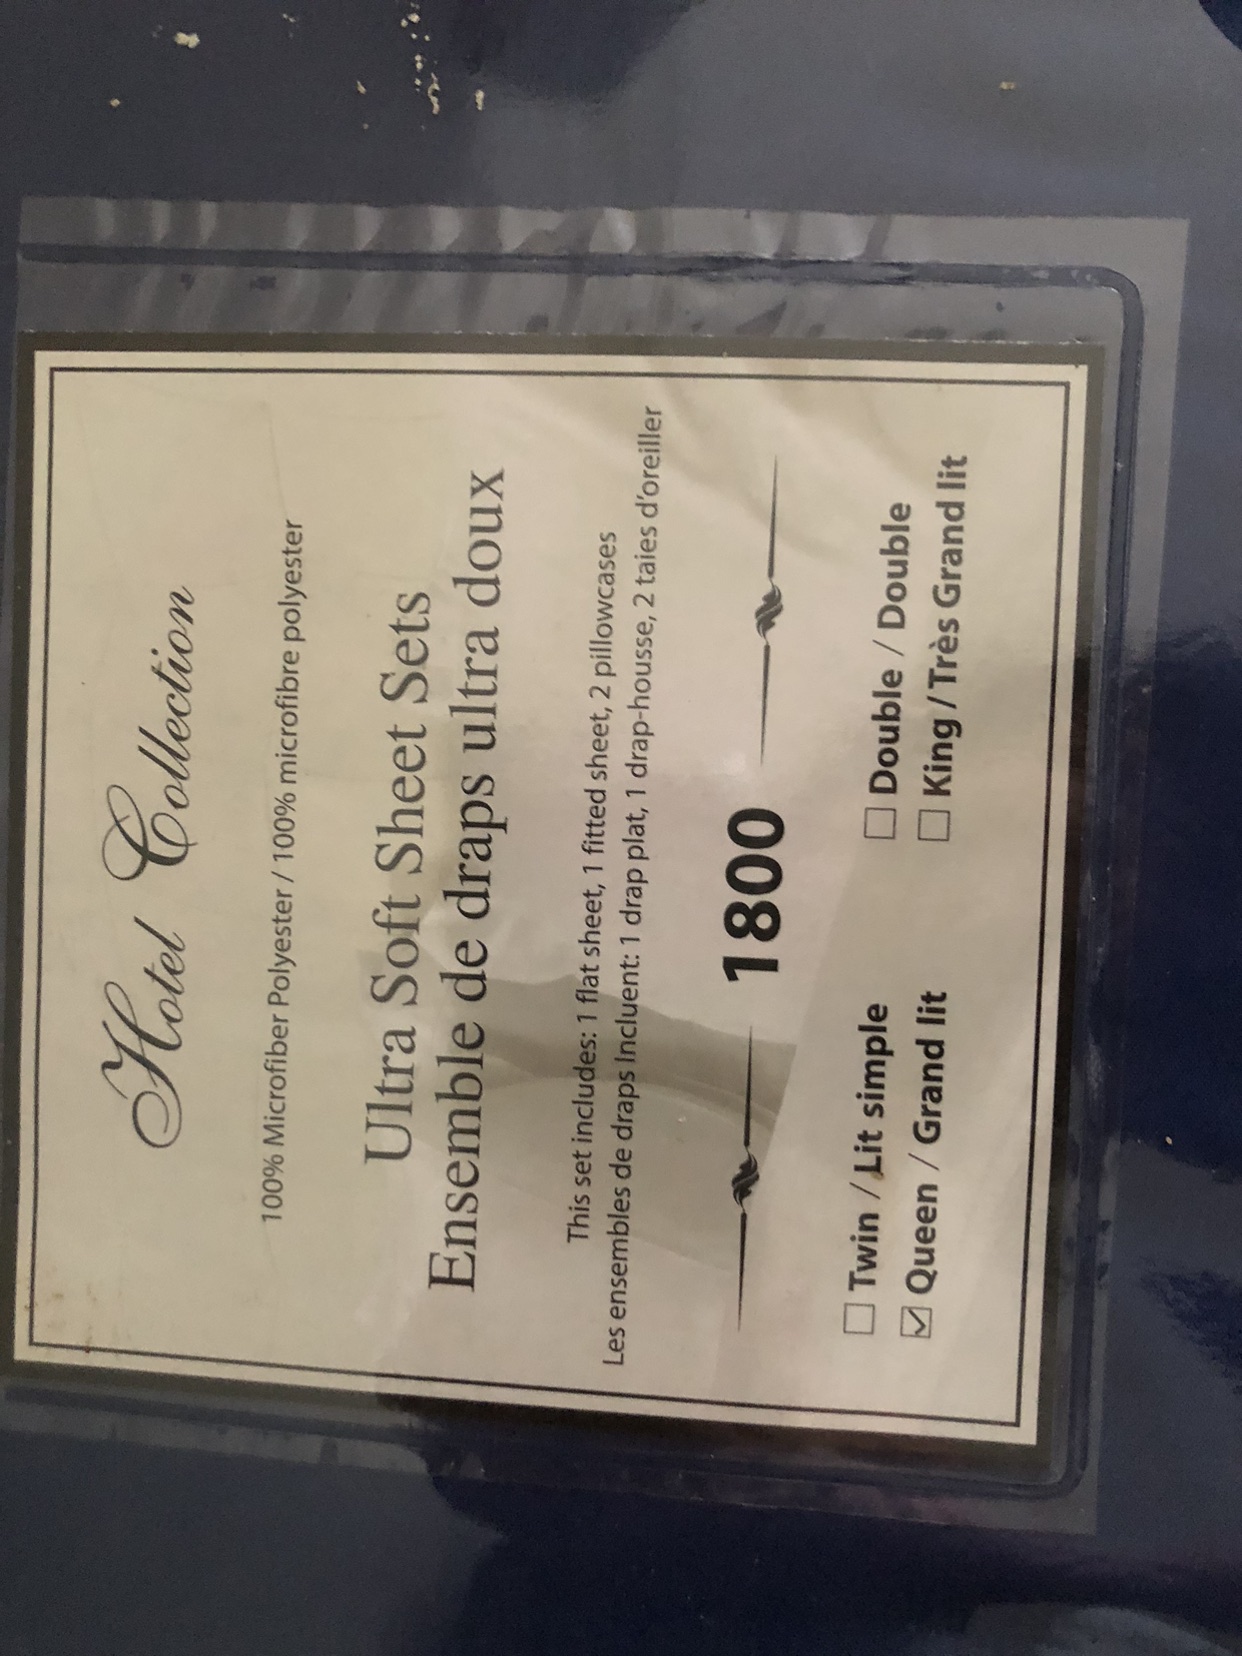 Hotel Collection
100% Microfiber Polyester / 100% microfibre polyester
Ultra Soft Sheet Sets
Ensemble de draps ultra doux
This set includes: 1 flat sheet, 1 fitted sheet, 2 pillowcases
Les ensembles de draps Incluent: 1 drap plat, 1 drap-housse, 2 taies d'oreiller
1800
☐ Twin / Lit simple ☐ Double / Double
☑ Queen / Grand lit ☐ King / Très Grand lit